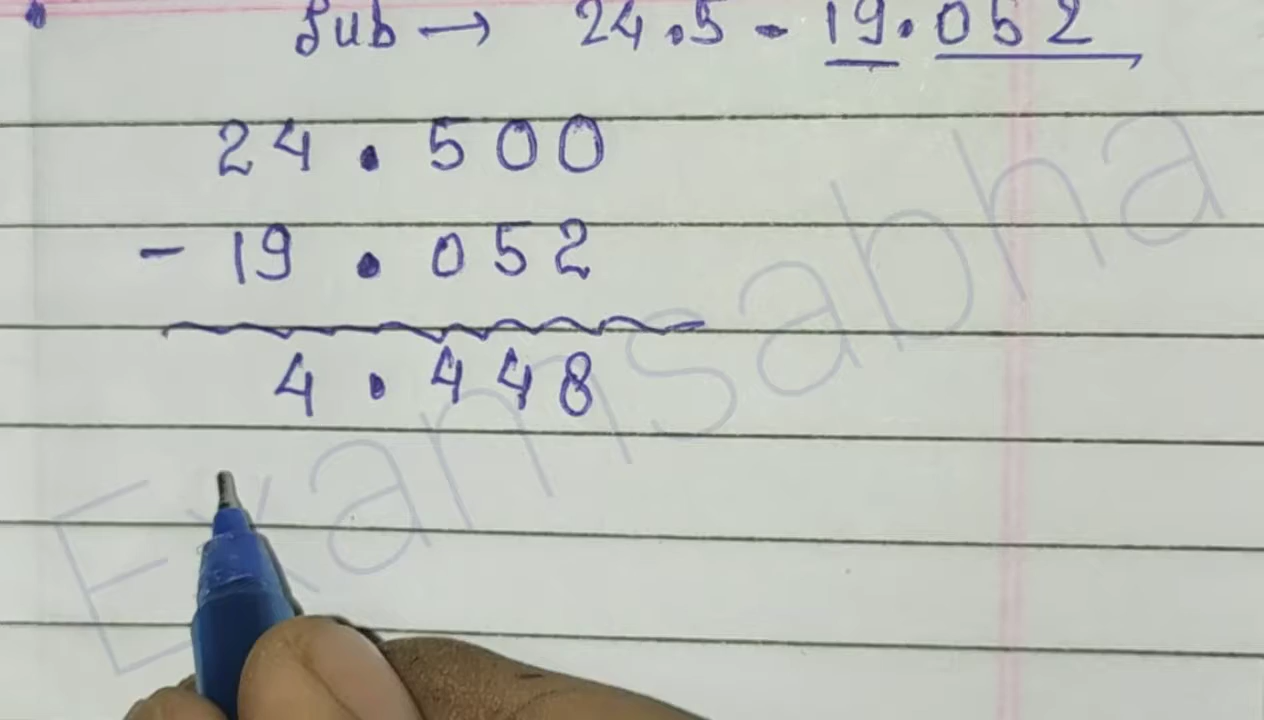 Sub → 24.5 - 19.052
24.500
- 19.052
4.448
Examsabha